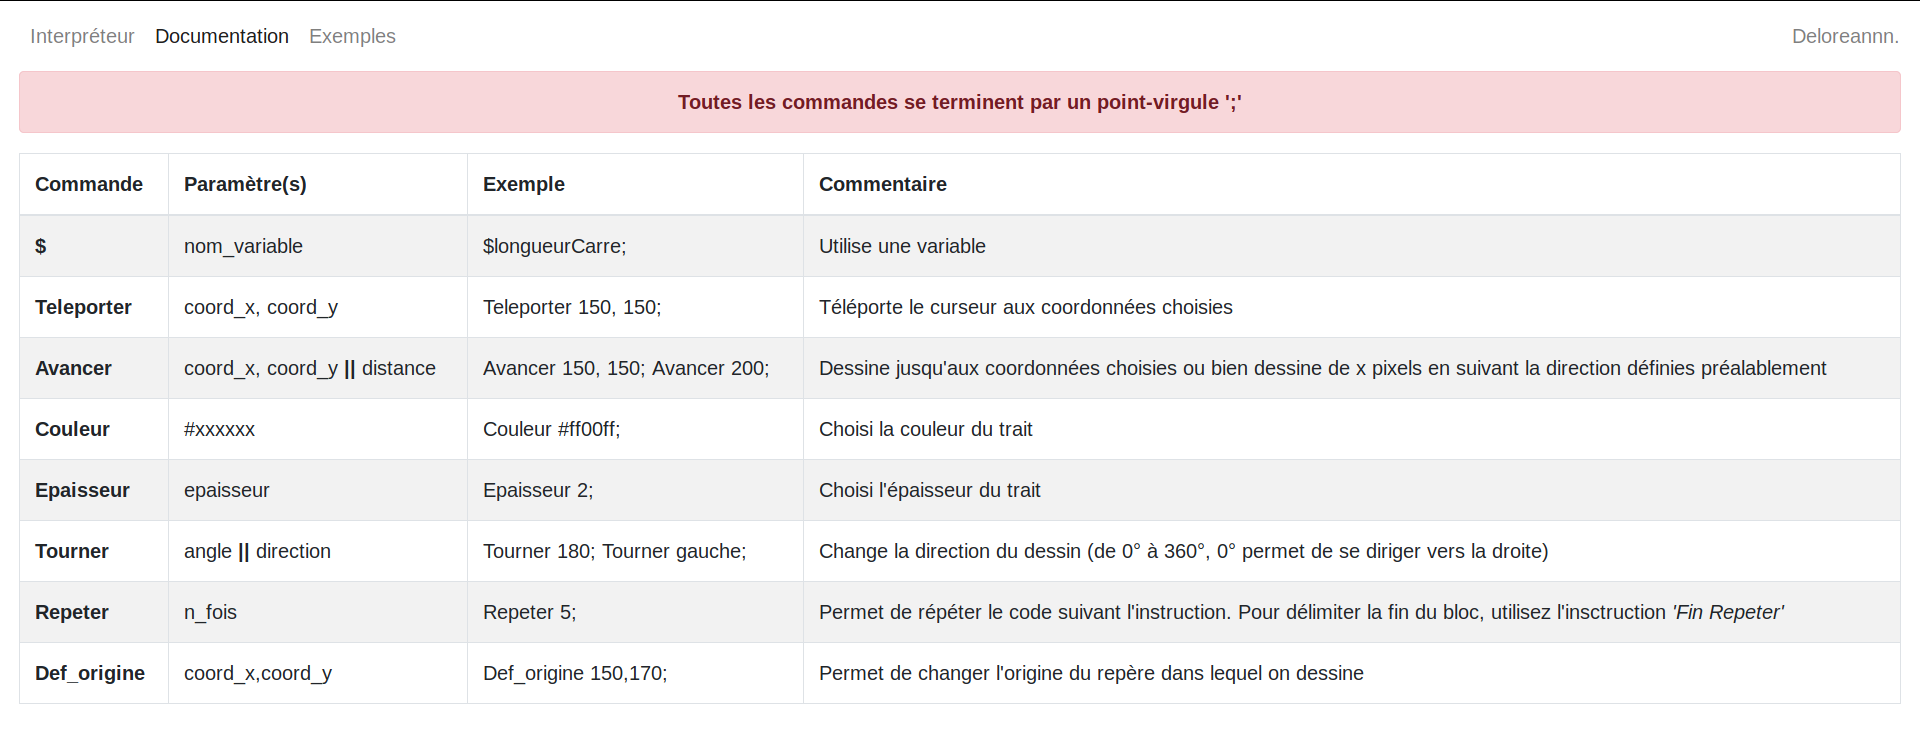 Interpréteur Documentation Exemples Deloreannn.
Toutes les commandes se terminent par un point-virgule ';'
Commande Paramètre(s) Exemple Commentaire
$ nom_variable $longueurCarre; Utilise une variable
Teleporter coord_x, coord_y Teleporter 150, 150; Téléporte le curseur aux coordonnées choisies
Avancer coord_x, coord_y || distance Avancer 150, 150; Avancer 200; Dessine jusqu'aux coordonnées choisies ou bien dessine de x pixels en suivant la direction définies préalablement
Couleur #xxxxxx Couleur #ff00ff; Choisi la couleur du trait
Epaisseur epaisseur Epaisseur 2; Choisi l'épaisseur du trait
Tourner angle || direction Tourner 180; Tourner gauche; Change la direction du dessin (de 0° à 360°, 0° permet de se diriger vers la droite)
Repeter n_fois Repeter 5; Permet de répéter le code suivant l'instruction. Pour délimiter la fin du bloc, utilisez l'insctruction 'Fin Repeter'
Def_origine coord_x,coord_y Def_origine 150,170; Permet de changer l'origine du repère dans lequel on dessine